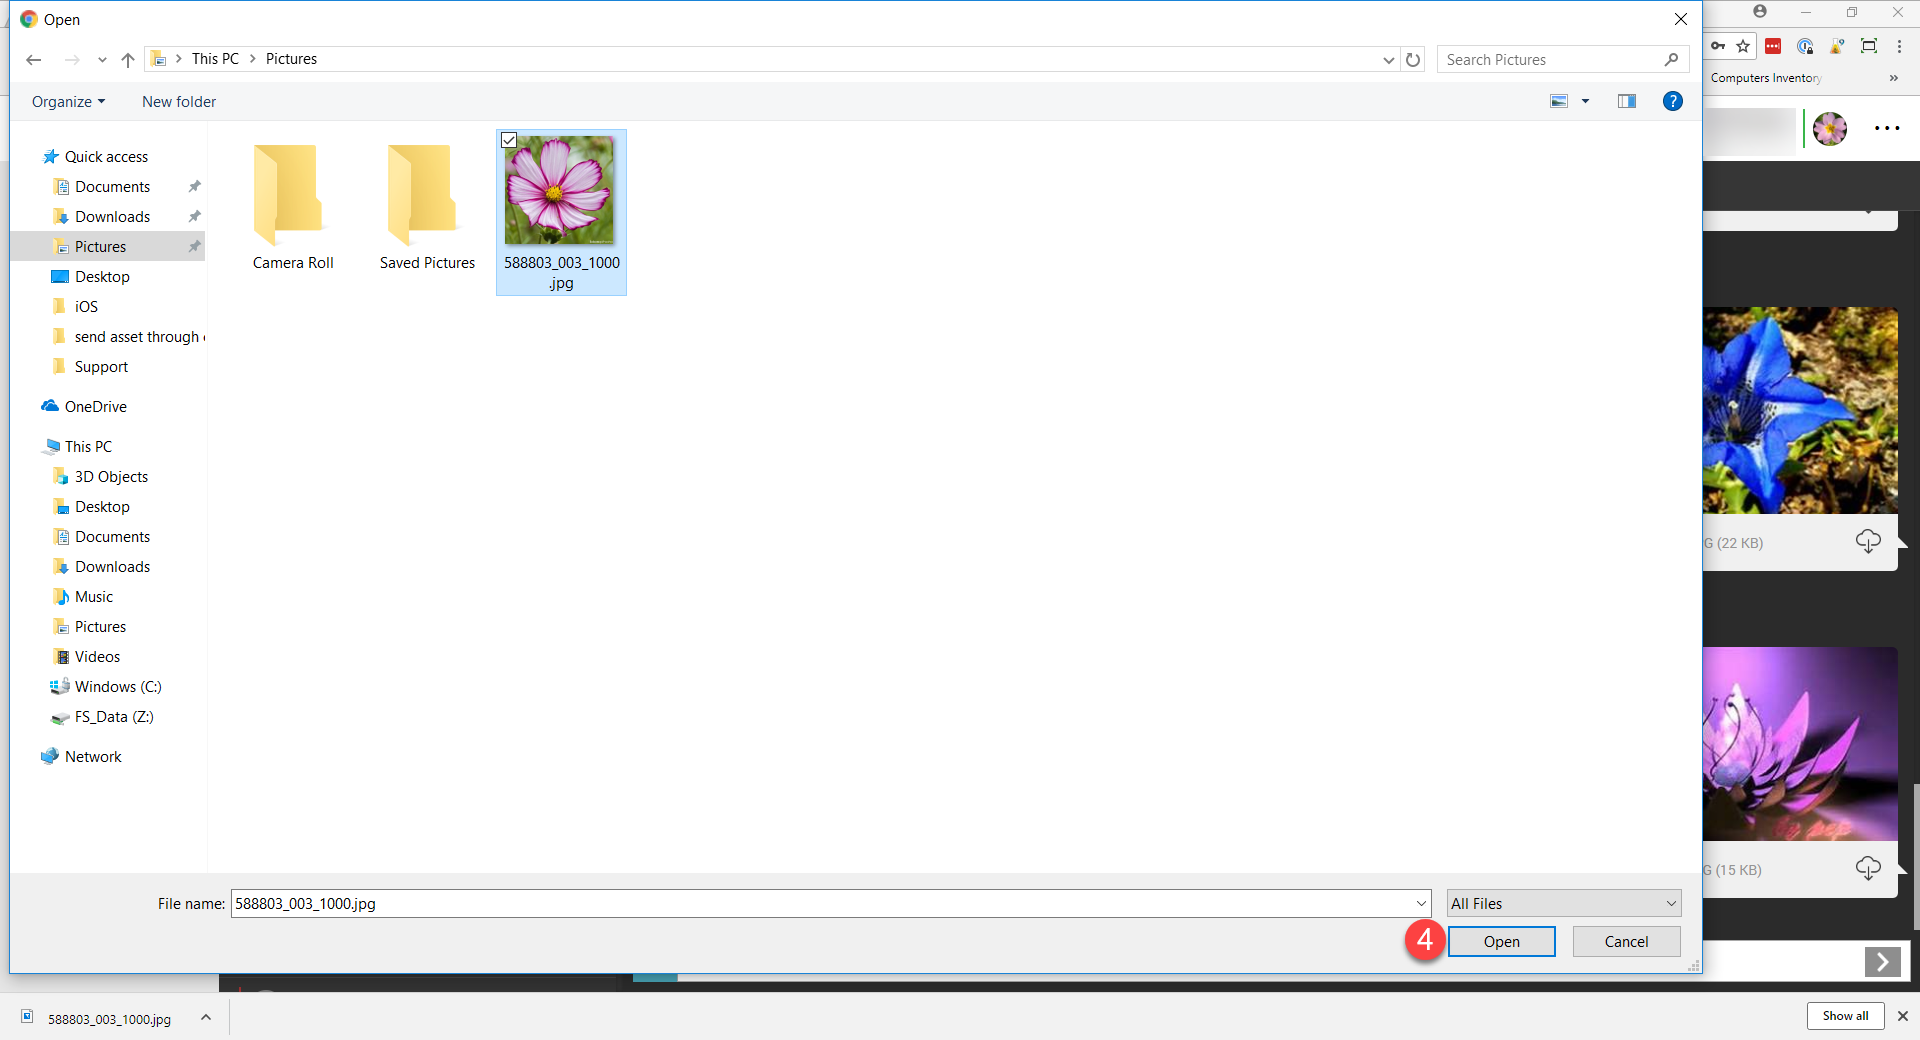 Open
This PC
Pictures
Search Pictures
Organize
New folder
Computers Inventory
Quick access
Documents
Downloads
Pictures
Desktop
iOS
send asset through
Support
OneDrive
This PC
3D Objects
Desktop
Documents
Downloads
Music
Pictures
Videos
Windows (C:)
FS_Data (Z:)
Network
Camera Roll
Saved Pictures
588803_003_1000
.jpg
G (22 KB)
G (15 KB)
File name:
588803_003_1000.jpg
All Files
4
Open
Cancel
588803_003_1000.jpg
Show all